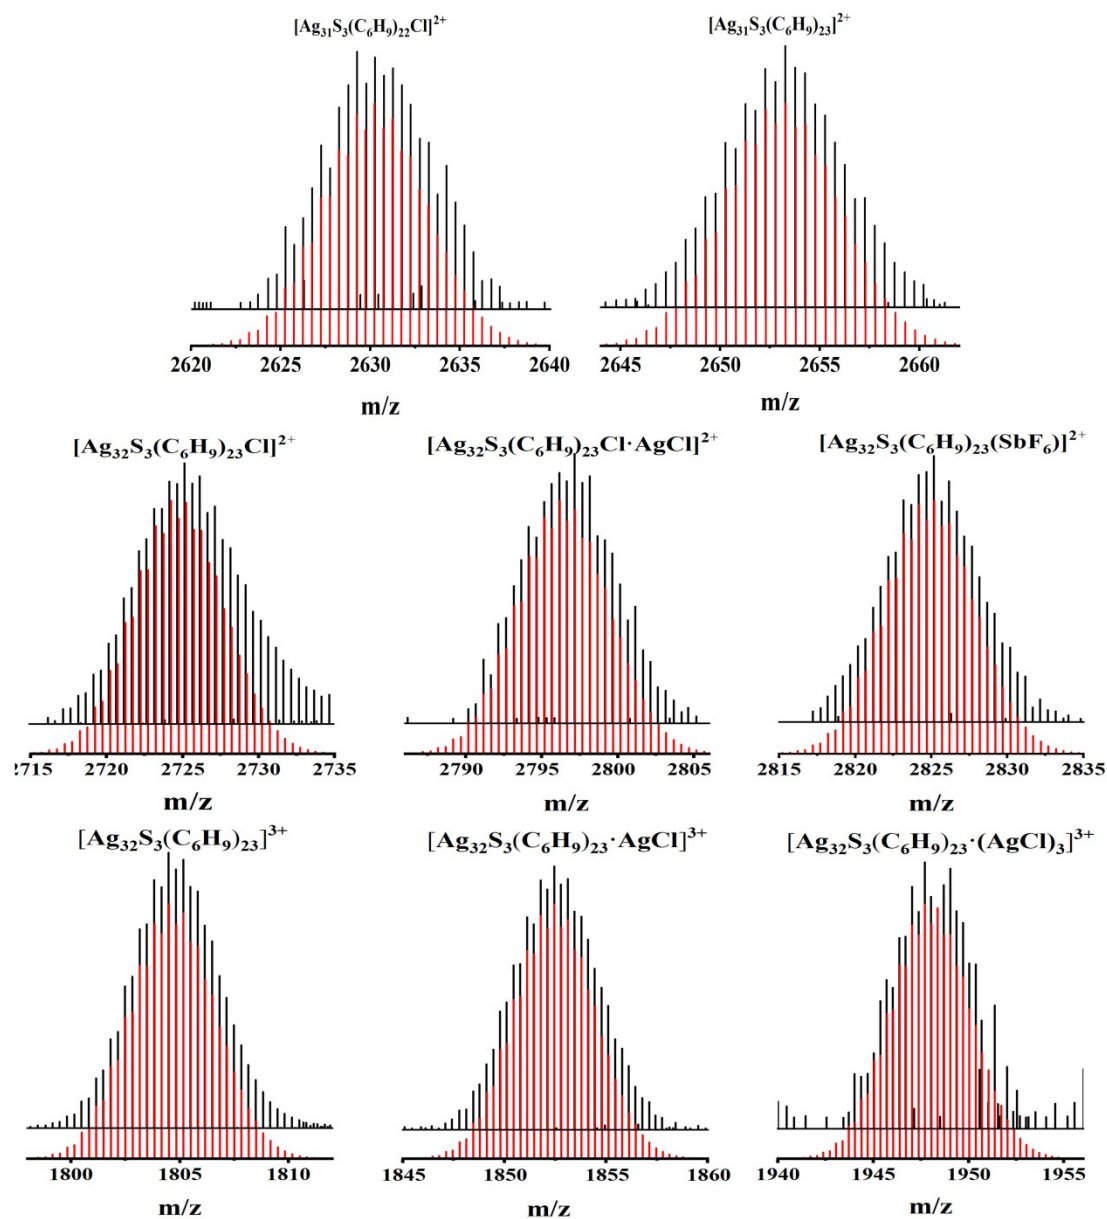 [Ag₃₁S₃(C₆H₉)₂₂Cl]²⁺ [Ag₃₁S₃(C₆H₉)₂₃]²⁺
2620 2625 2630 2635 2640 2645 2650 2655 2660
m/z m/z
[Ag₃₂S₃(C₆H₉)₂₃Cl]²⁺ [Ag₃₂S₃(C₆H₉)₂₃Cl·AgCl]²⁺ [Ag₃₂S₃(C₆H₉)₂₃(SbF₆)]²⁺
2715 2720 2725 2730 2735 2790 2795 2800 2805 2815 2820 2825 2830 2835
m/z m/z m/z
[Ag₃₂S₃(C₆H₉)₂₃]³⁺ [Ag₃₂S₃(C₆H₉)₂₃·AgCl]³⁺ [Ag₃₂S₃(C₆H₉)₂₃·(AgCl)₃]³⁺
1800 1805 1810 1845 1850 1855 1860 1940 1945 1950 1955
m/z m/z m/z